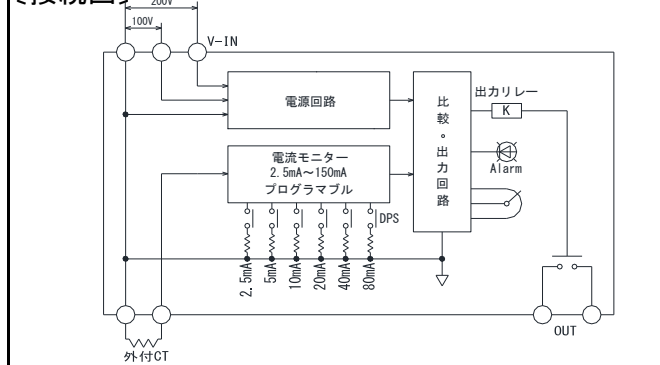 200V
100V
V-IN
電源回路
電流モニター
2.5mA～150mA
プログラマブル
比較。出力回路
出力リレー
K
Alarm
DPS
2.5mA
5mA
10mA
20mA
40mA
80mA
OUT
外付CT